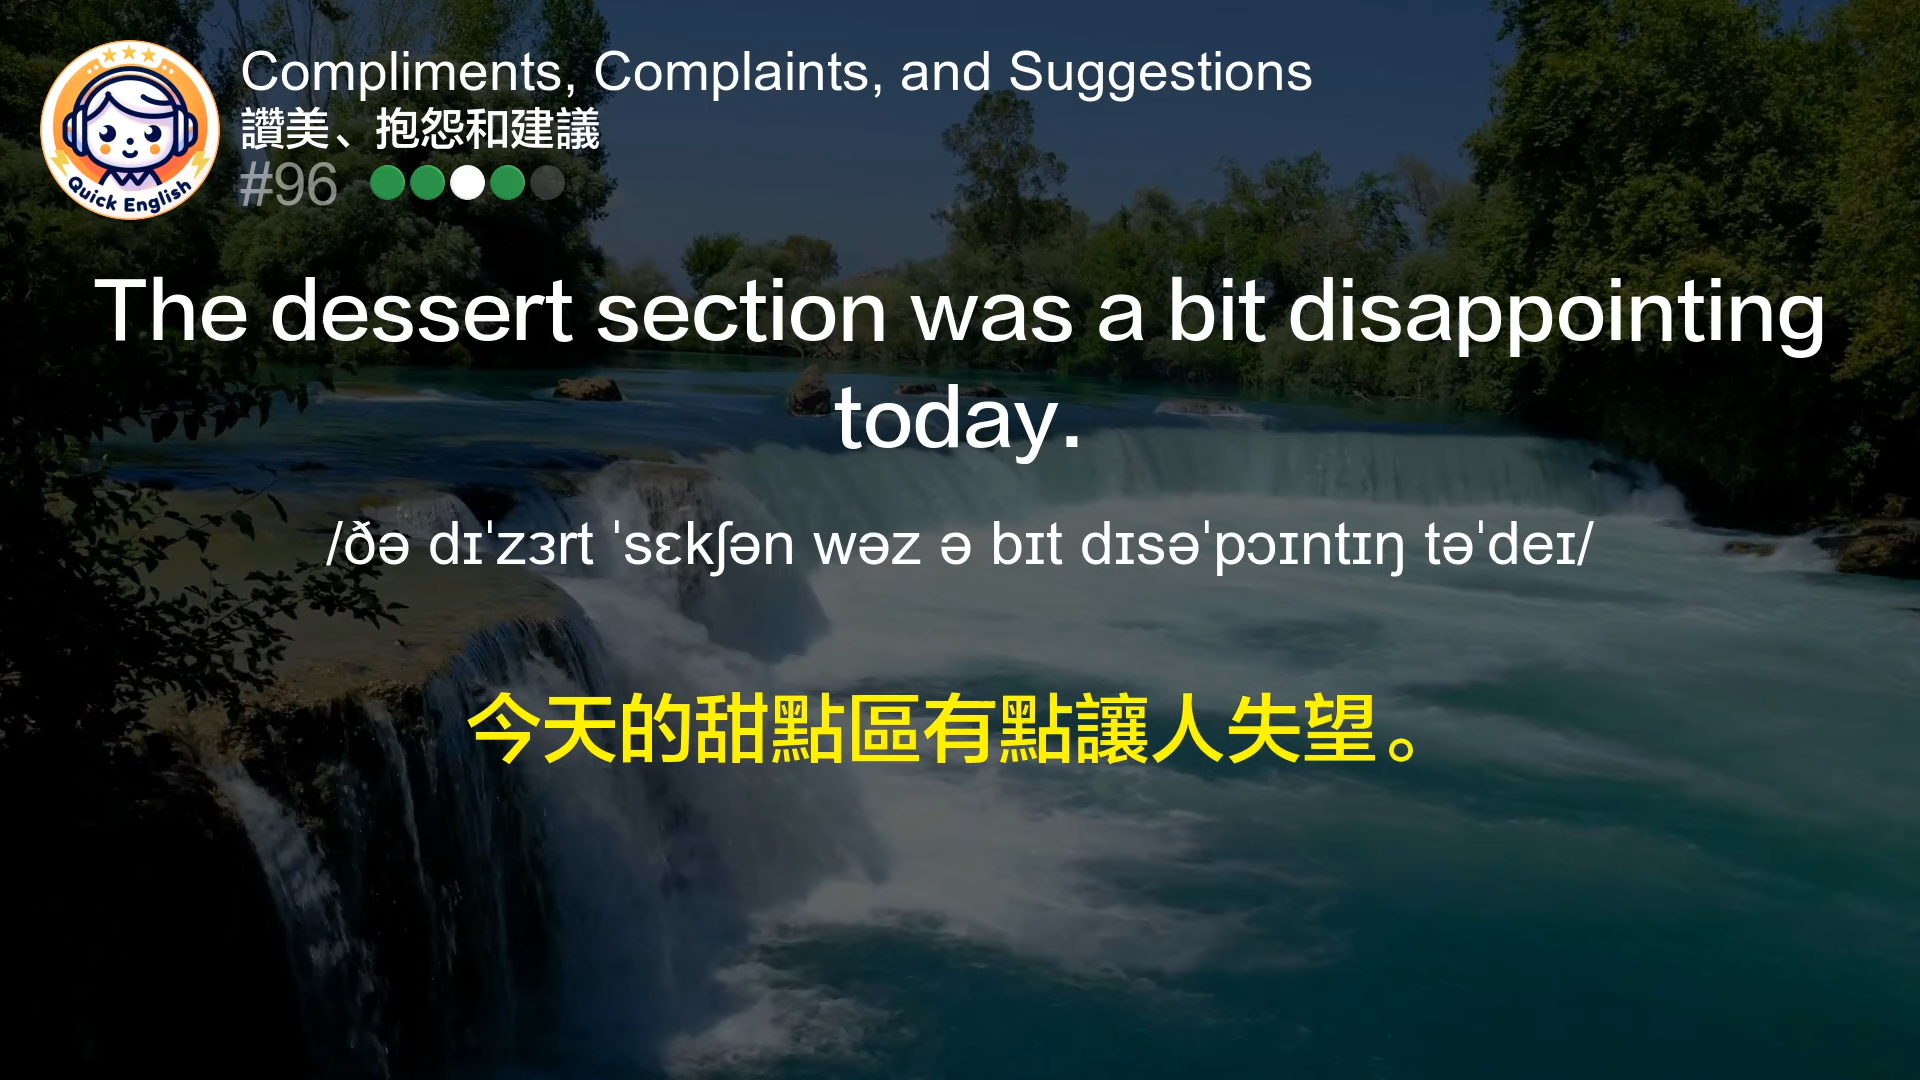 Compliments, Complaints, and Suggestions
讚美、抱怨和建議
#96
Quick English
The dessert section was a bit disappointing
today.
/ðə dɪˈzɜrt ˈsɛkʃən wəz ə bɪt dɪsəˈpɔɪntɪŋ təˈdeɪ/
今天的甜點區有點讓人失望。